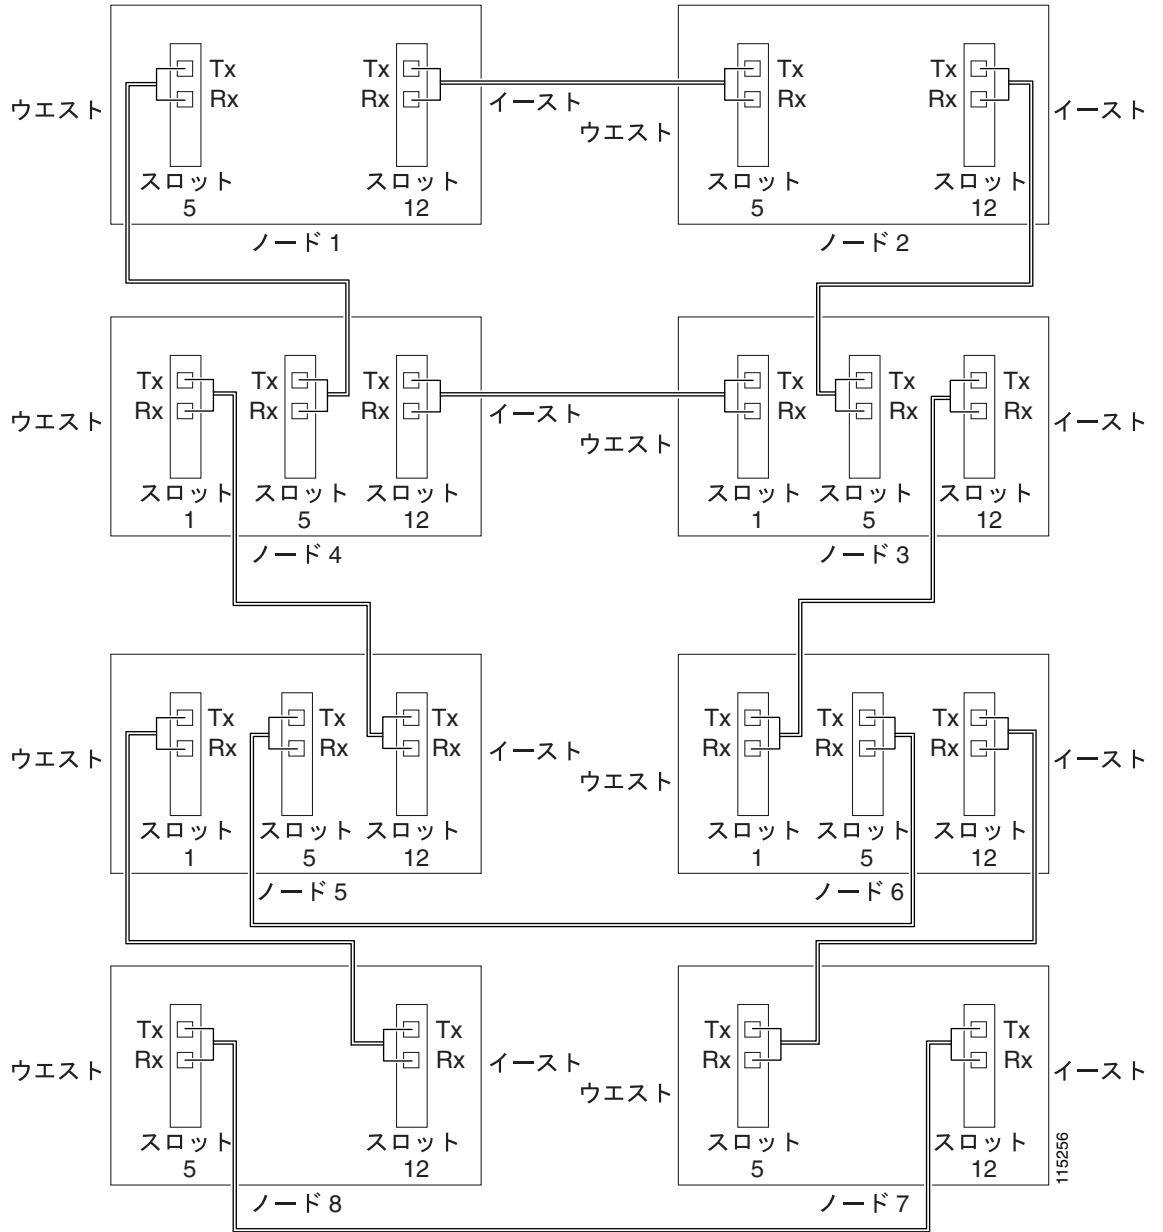 Tx Tx Tx Tx
Rx Rx Rx Rx
ウエスト イースト イースト
ウエスト
スロット スロット スロット スロット
5 12 5 12
ノード 1 ノード 2
Tx Tx Tx Tx Tx Tx
Rx Rx Rx Rx Rx Rx
ウエスト イースト イースト
ウエスト
スロット スロット スロット スロット スロット スロット
1 5 12 1 5 12
ノード 4 ノード 3
Tx Tx Tx Tx Tx Tx
Rx Rx Rx Rx Rx Rx
ウエスト イースト イースト
ウエスト
スロット スロット スロット スロット スロット スロット
1 5 12 1 5 12
ノード 5 ノード 6
Tx Tx Tx Tx
Rx Rx Rx Rx
ウエスト イースト イースト
ウエスト
スロット スロット スロット スロット
5 12 5 12
ノード 8 ノード 7
115256